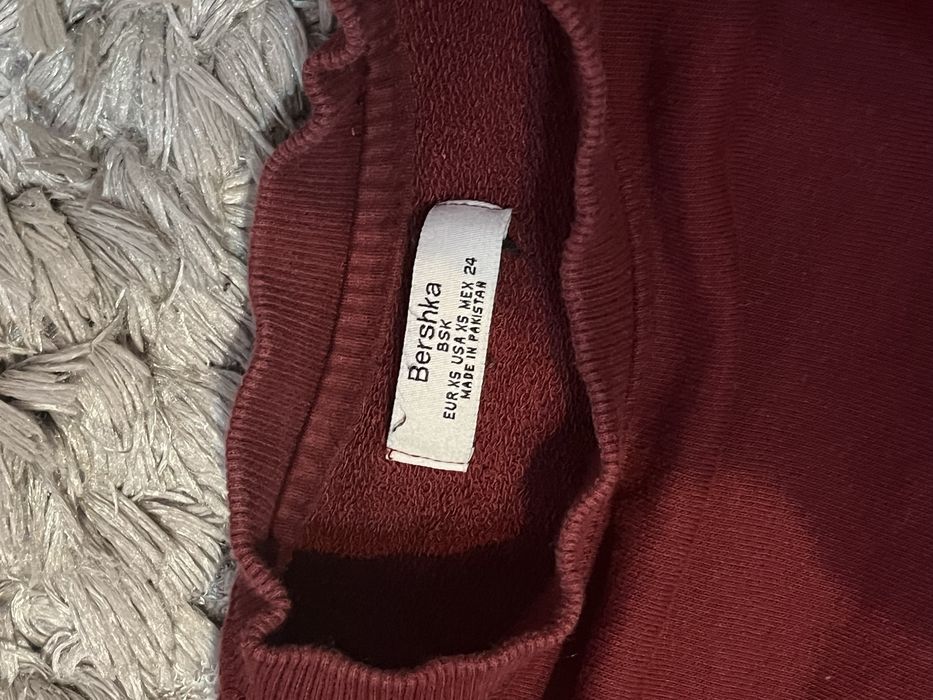 Bershka
BSK
EUR XS USA XS MEX 24
MADE IN PAKISTAN